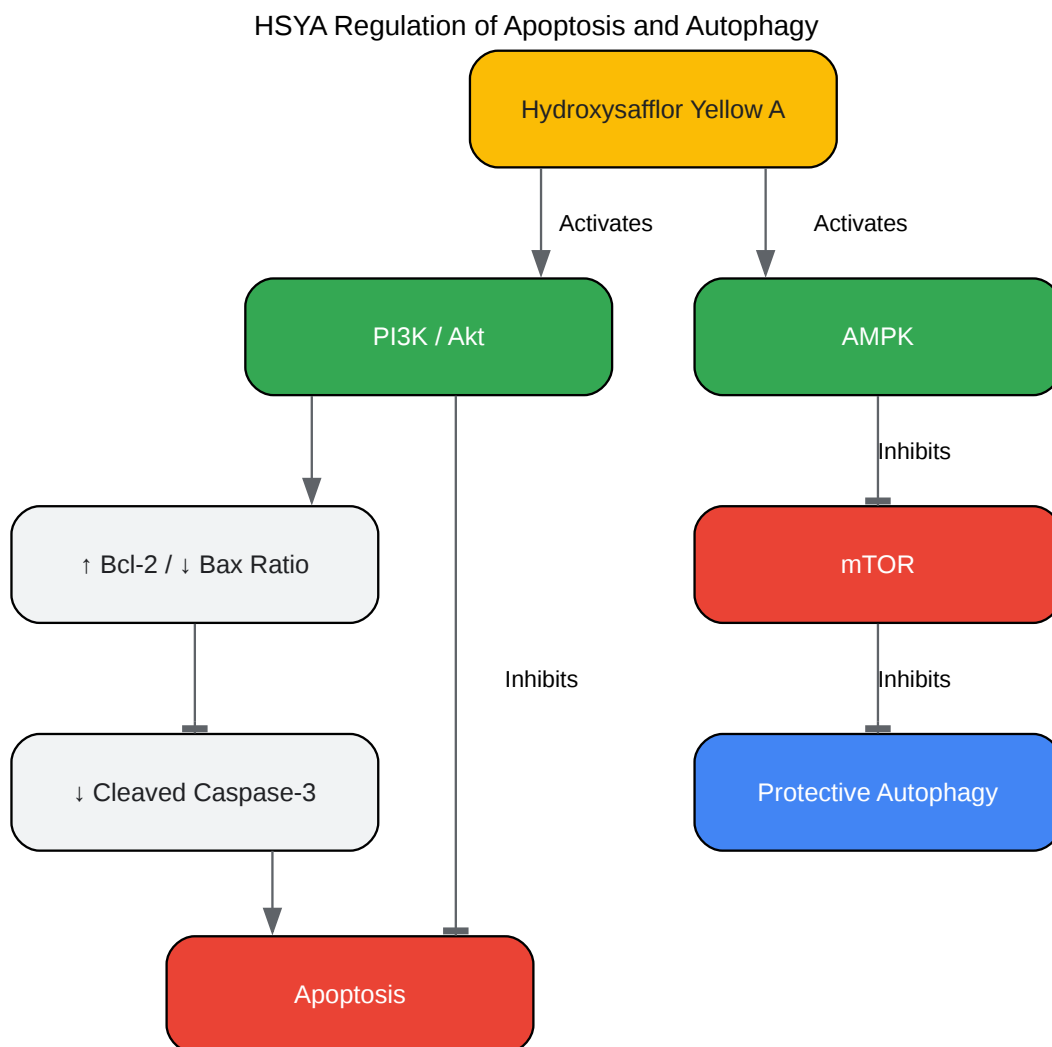 HSYA Regulation of Apoptosis and Autophagy
Hydroxysafflor Yellow A
Activates
Activates
PI3K / Akt
AMPK
Inhibits
↑ Bcl-2 / ↓ Bax Ratio
mTOR
Inhibits
Inhibits
↓ Cleaved Caspase-3
Protective Autophagy
Apoptosis